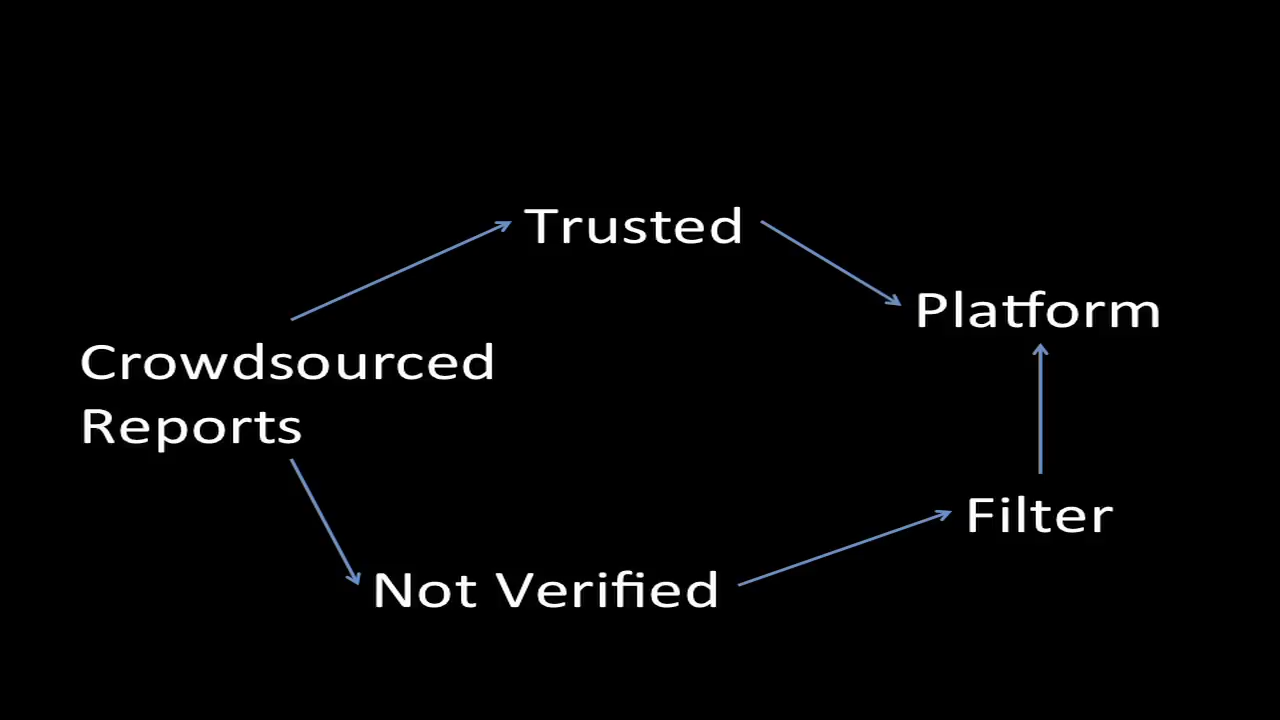 Trusted
Platform
Crowdsourced
Reports
Filter
Not Verified